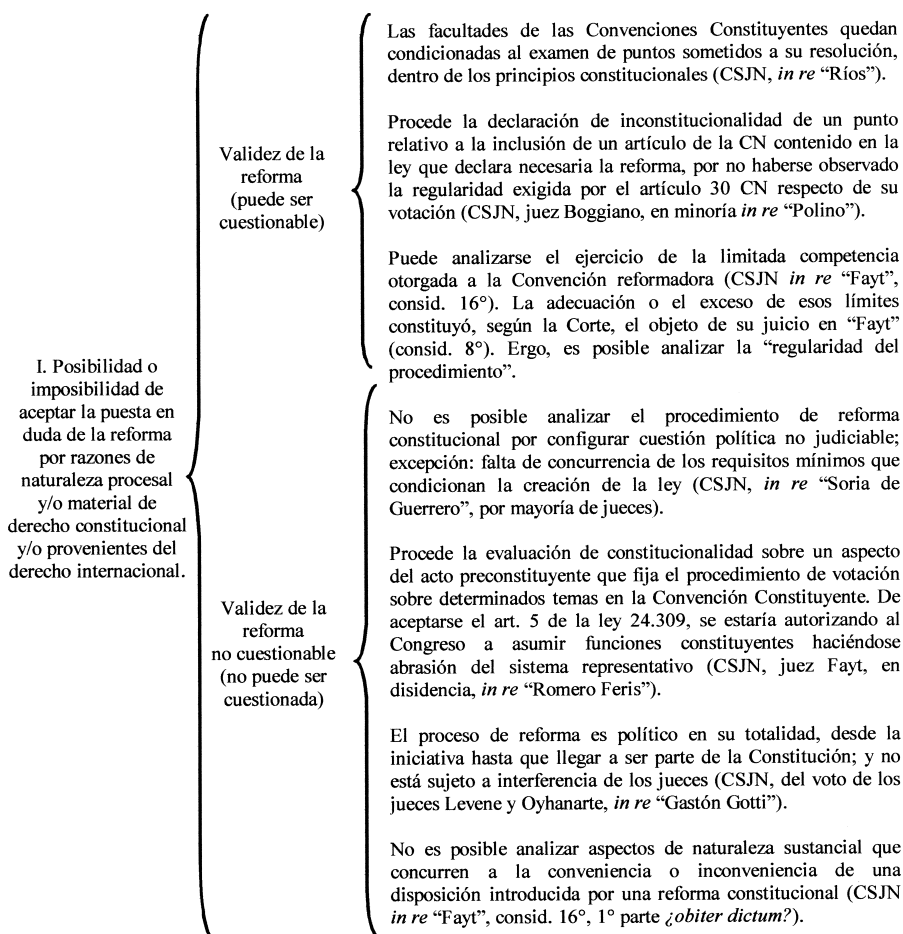 I. Posibilidad o
imposibilidad de
aceptar la puesta en
duda de la reforma
por razones de
naturaleza procesal
y/o material de
derecho constitucional
y/o provenientes del
derecho internacional.
Validez de la
reforma
(puede ser
cuestionable)
Las facultades de las Convenciones Constituyentes quedan
condicionadas al examen de puntos sometidos a su resolución,
dentro de los principios constitucionales (CSJN, in re “Ríos”).
Procede la declaración de inconstitucionalidad de un punto
relativo a la inclusión de un artículo de la CN contenido en la
ley que declara necesaria la reforma, por no haberse observado
la regularidad exigida por el artículo 30 CN respecto de su
votación (CSJN, juez Boggiano, en minoría in re “Polino”).
Puede analizarse el ejercicio de la limitada competencia
otorgada a la Convención reformadora (CSJN in re “Fayt”,
consid. 16°). La adecuación o el exceso de esos límites
constituyó, según la Corte, el objeto de su juicio en “Fayt”
(consid. 8°). Ergo, es posible analizar la “regularidad del
procedimiento”.
Validez de la
reforma
no cuestionable
(no puede ser
cuestionada)
No es posible analizar el procedimiento de reforma
constitucional por configurar cuestión política no judiciable;
excepción: falta de concurrencia de los requisitos mínimos que
condicionan la creación de la ley (CSJN, in re “Soria de
Guerrero”, por mayoría de jueces).
Procede la evaluación de constitucionalidad sobre un aspecto
del acto preconstituyente que fija el procedimiento de votación
sobre determinados temas en la Convención Constituyente. De
aceptarse el art. 5 de la ley 24.309, se estaría autorizando al
Congreso a asumir funciones constituyentes haciéndose
abrasión del sistema representativo (CSJN, juez Fayt, en
disidencia, in re “Romero Feris”).
El proceso de reforma es político en su totalidad, desde la
iniciativa hasta que llegar a ser parte de la Constitución; y no
está sujeto a interferencia de los jueces (CSJN, del voto de los
jueces Levene y Oyhanarte, in re “Gastón Gotti”).
No es posible analizar aspectos de naturaleza sustancial que
concurren a la conveniencia o inconveniencia de una
disposición introducida por una reforma constitucional (CSJN
in re “Fayt”, consid. 16°, 1° parte ¿obiter dictum?).